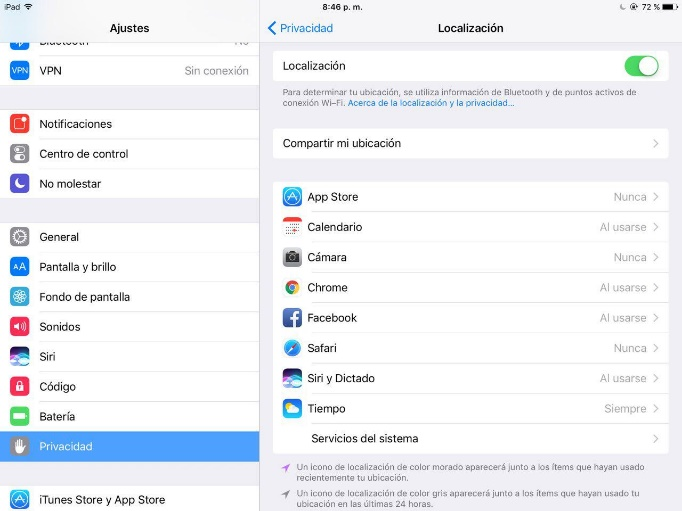 iPad
8:46 p. m.
72 %
Ajustes
Bluetooth No
VPN VPN Sin conexión
Notificaciones
Centro de control
No molestar
General
AA Pantalla y brillo
Fondo de pantalla
Sonidos
Siri
Código
Batería
Privacidad
iTunes Store y App Store
Privacidad
Localización
Localización
Para determinar tu ubicación, se utiliza información de Bluetooth y de puntos activos de
conexión Wi-Fi. Acerca de la localización y la privacidad...
Compartir mi ubicación
App Store Nunca
Calendario Al usarse
Cámara Nunca
Chrome Al usarse
Facebook Al usarse
Safari Nunca
Siri y Dictado Al usarse
Tiempo Siempre
Servicios del sistema
Un icono de localización de color morado aparecerá junto a los ítems que hayan usado
recientemente tu ubicación.
Un icono de localización de color gris aparecerá junto a los ítems que hayan usado tu
ubicación en las últimas 24 horas.